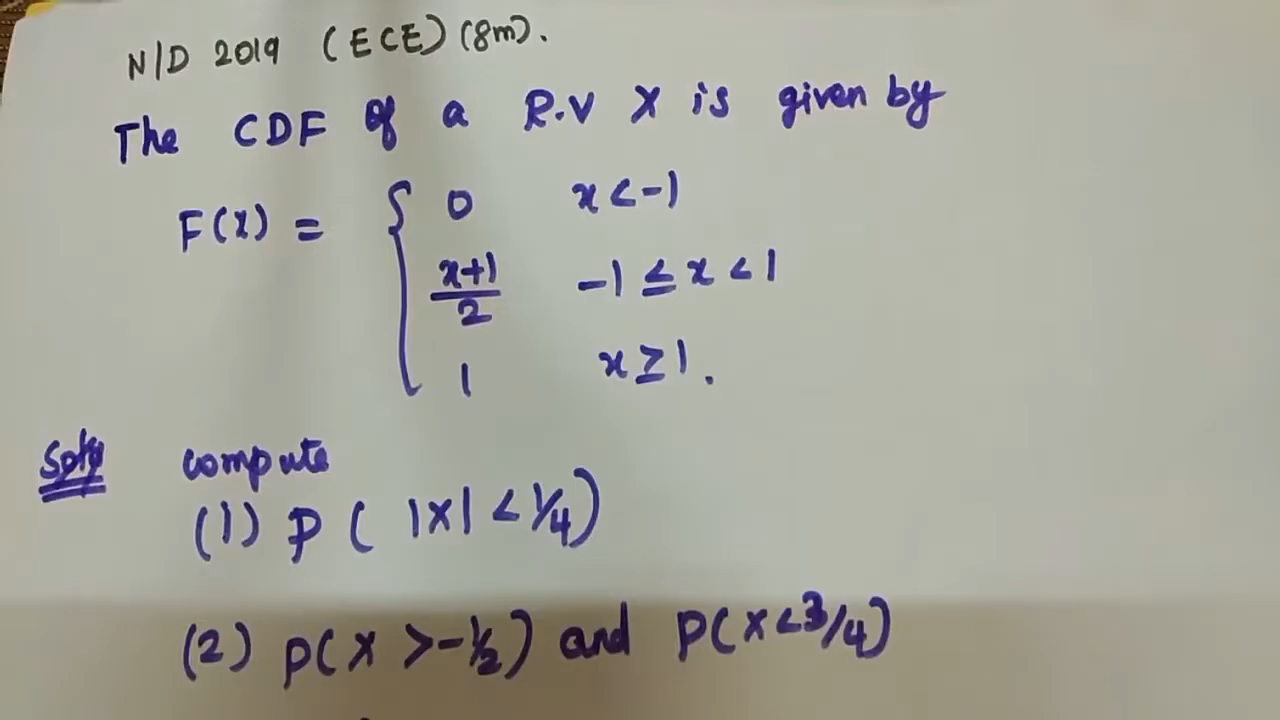 N/D 2019 (ECE) (8m).
The CDF of a R.V X is given by
F(x) = { 0 x < -1
x+1/2 -1 ≤ x < 1
1 x ≥ 1.
Soln compute
(1) P( |X| < 1/4)
(2) P(X > -1/2) and P(X < 3/4)